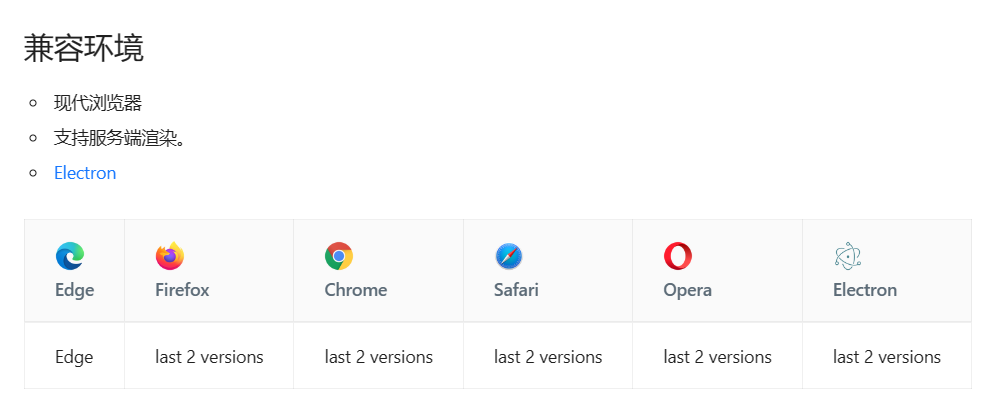 兼容环境
现代浏览器
支持服务端渲染。
Electron
Edge Firefox Chrome Safari Opera Electron
Edge last 2 versions last 2 versions last 2 versions last 2 versions last 2 versions